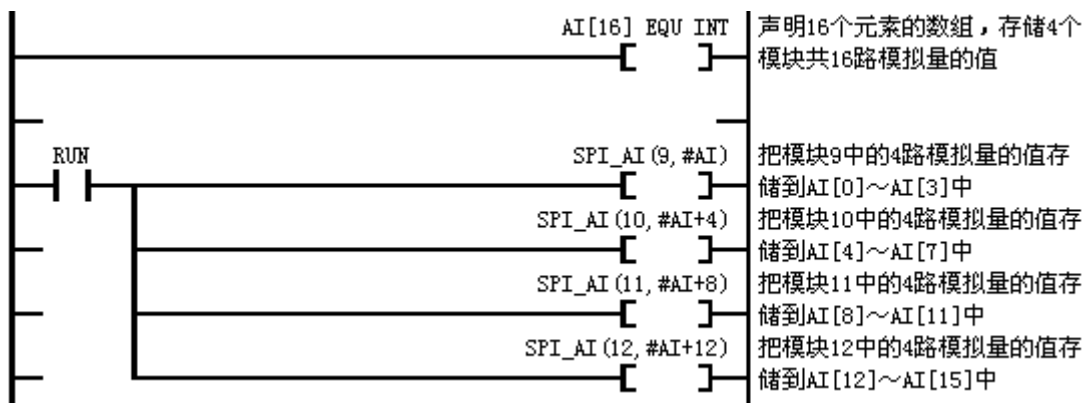 AI[16] EQU INT
声明16个元素的数组，存储4个
模块共16路模拟量的值
RUN
SPI_AI(9,#AI)
把模块9中的4路模拟量的值存
储到AI[0]～AI[3]中
SPI_AI(10,#AI+4)
把模块10中的4路模拟量的值存
储到AI[4]～AI[7]中
SPI_AI(11,#AI+8)
把模块11中的4路模拟量的值存
储到AI[8]～AI[11]中
SPI_AI(12,#AI+12)
把模块12中的4路模拟量的值存
储到AI[12]～AI[15]中